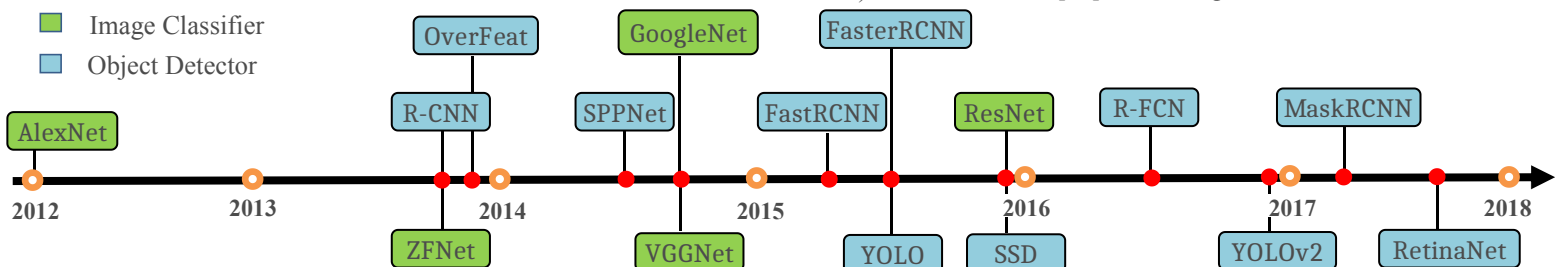 Image Classifier
Object Detector
OverFeat
GoogleNet
FasterRCNN
AlexNet
R-CNN
SPPNet
FastRCNN
ResNet
R-FCN
MaskRCNN
2012
2013
2014
2015
2016
2017
2018
ZFNet
VGGNet
YOLO
SSD
YOLOv2
RetinaNet